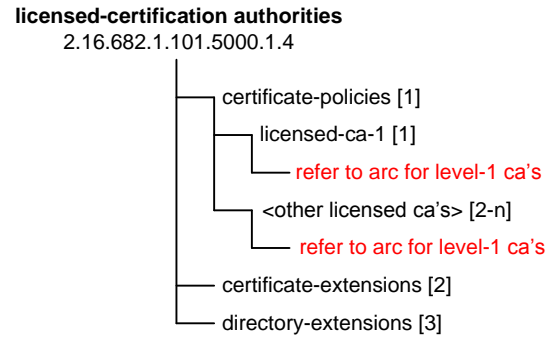 licensed-certification authorities
2.16.682.1.101.5000.1.4
certificate-policies [1]
licensed-ca-1 [1]
refer to arc for level-1 ca's
<other licensed ca's> [2-n]
refer to arc for level-1 ca's
certificate-extensions [2]
directory-extensions [3]